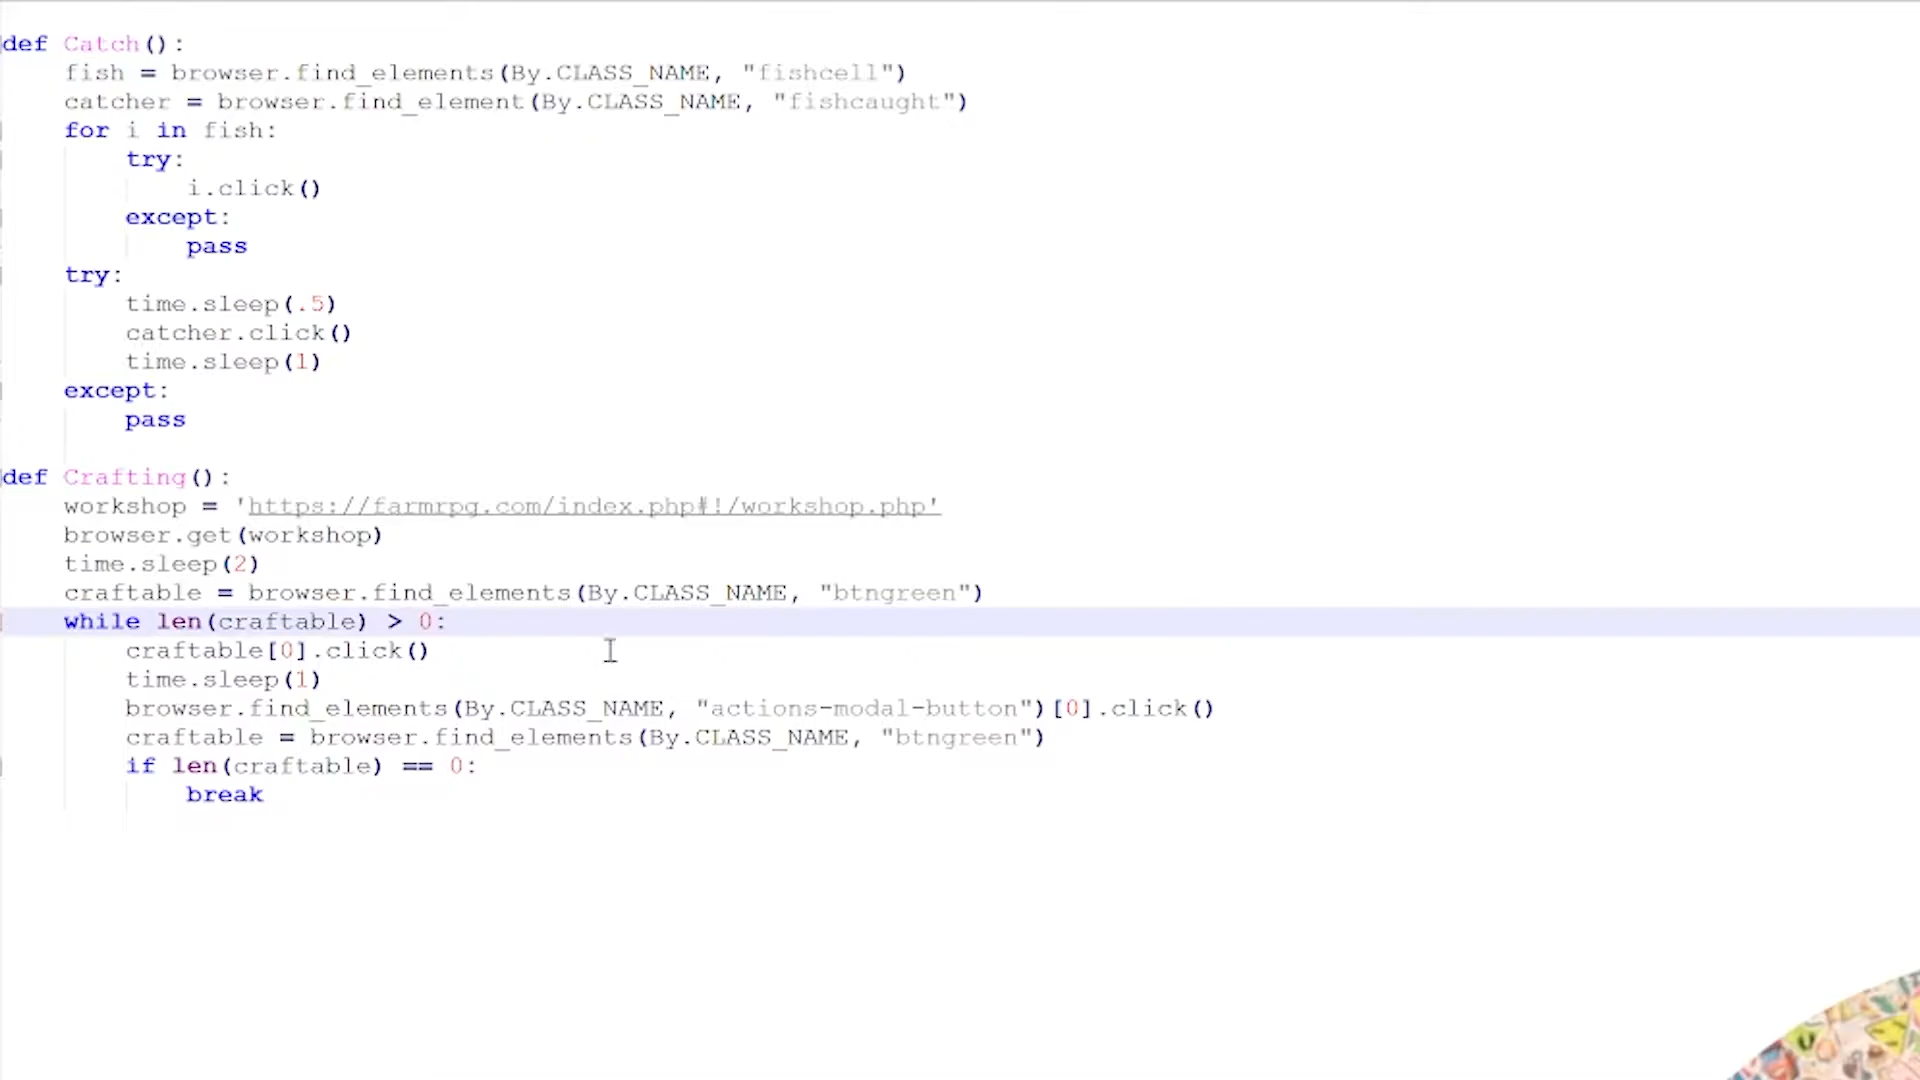 def Catch():
    fish = browser.find_elements(By.CLASS_NAME, "fishcell")
    catcher = browser.find_element(By.CLASS_NAME, "fishcaught")
    for i in fish:
        try:
            i.click()
        except:
            pass
    try:
        time.sleep(.5)
        catcher.click()
        time.sleep(1)
    except:
        pass

def Crafting():
    workshop = 'https://farmrpg.com/index.php#!/workshop.php'
    browser.get(workshop)
    time.sleep(2)
    craftable = browser.find_elements(By.CLASS_NAME, "btngreen")
    while len(craftable) > 0:
        craftable[0].click()
        time.sleep(1)
        browser.find_elements(By.CLASS_NAME, "actions-modal-button")[0].click()
        craftable = browser.find_elements(By.CLASS_NAME, "btngreen")
        if len(craftable) == 0:
            break